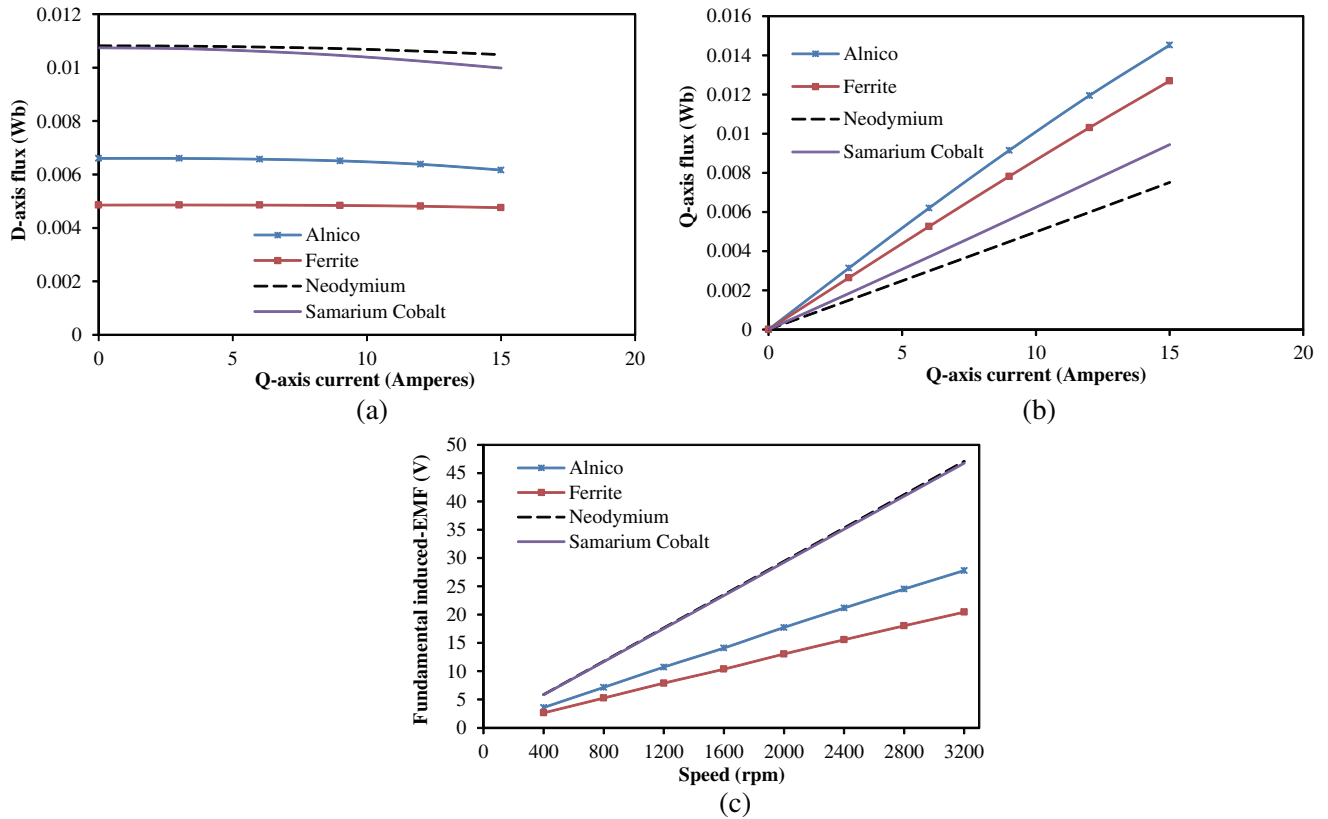 0.012
0.01
0.008
0.006
0.004
0.002
0
D-axis flux (Wb)
Alnico
Ferrite
Neodymium
Samarium Cobalt
0 5 10 15 20
Q-axis current (Amperes)
(a)
0.016
0.014
0.012
0.01
0.008
0.006
0.004
0.002
0
Q-axis flux (Wb)
Alnico
Ferrite
Neodymium
Samarium Cobalt
0 5 10 15 20
Q-axis current (Amperes)
(b)
50
45
40
35
30
25
20
15
10
5
0
Fundamental induced-EMF (V)
Alnico
Ferrite
Neodymium
Samarium Cobalt
0 400 800 1200 1600 2000 2400 2800 3200
Speed (rpm)
(c)